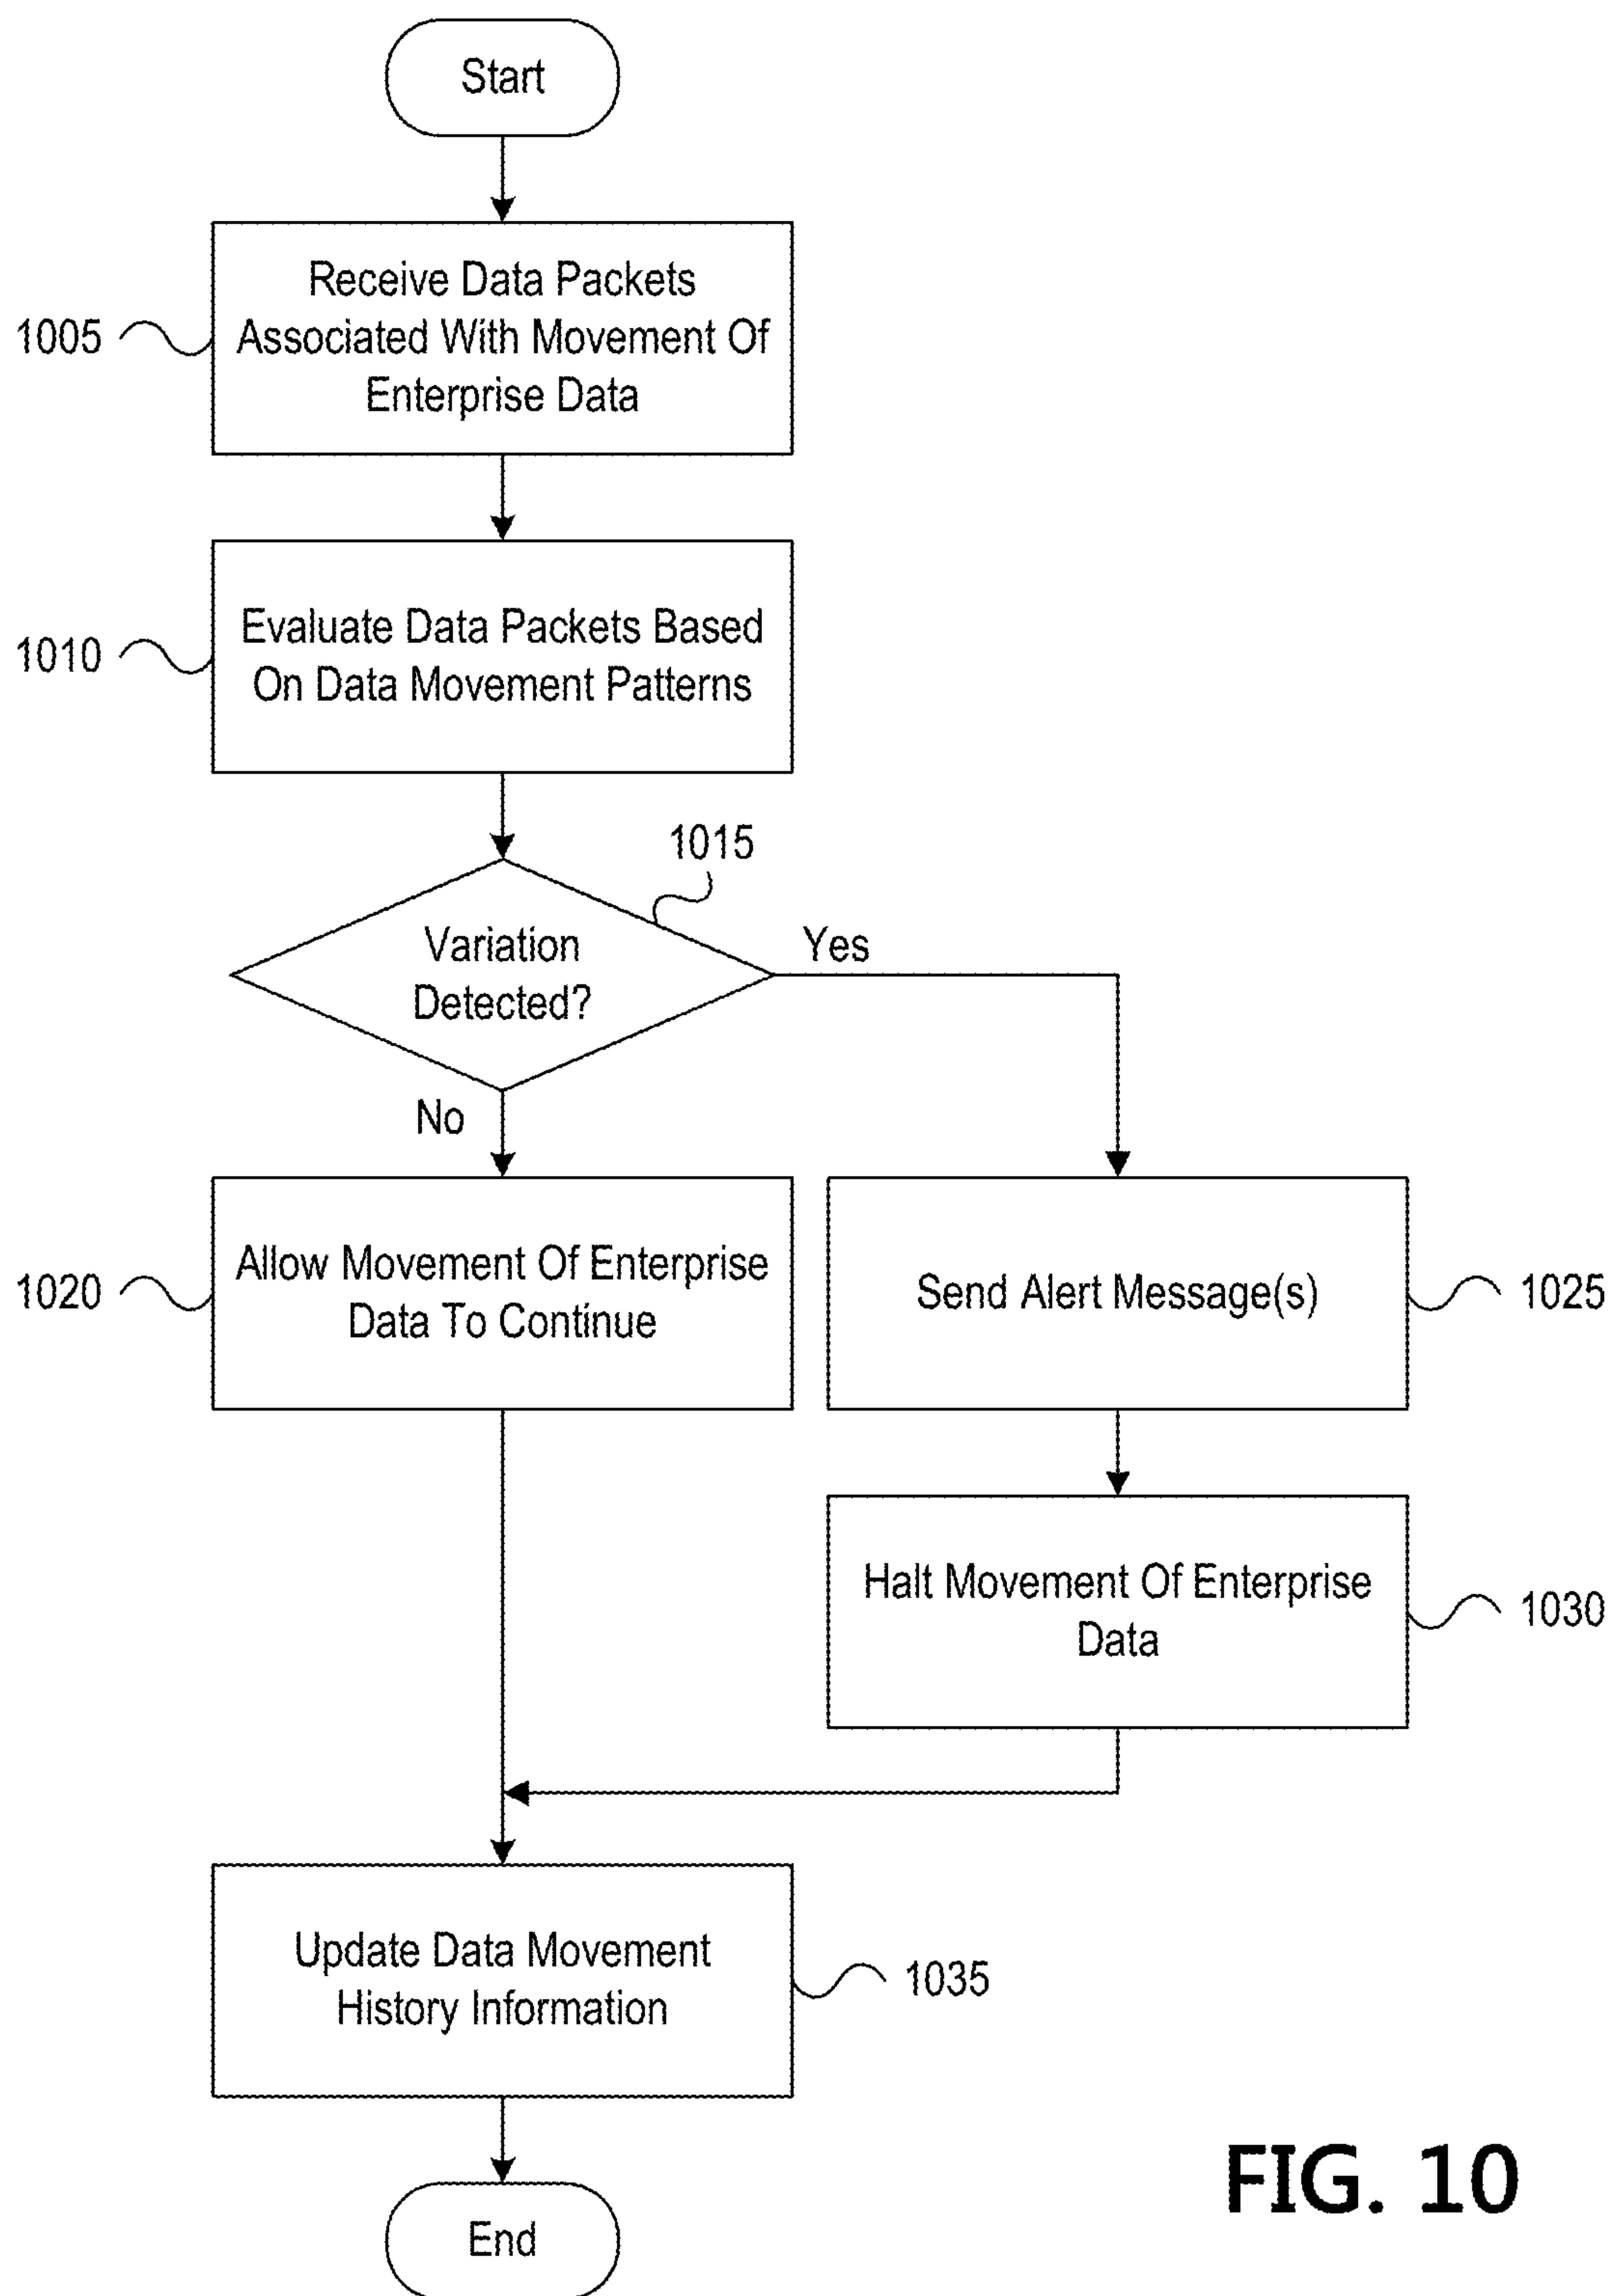 Start
Receive Data Packets
Associated With Movement Of
Enterprise Data
1005
Evaluate Data Packets Based
On Data Movement Patterns
1010
1015
Variation
Detected?
Yes
No
Allow Movement Of Enterprise
Data To Continue
1020
Send Alert Message(s)
1025
Halt Movement Of Enterprise
Data
1030
Update Data Movement
History Information
1035
End
FIG. 10